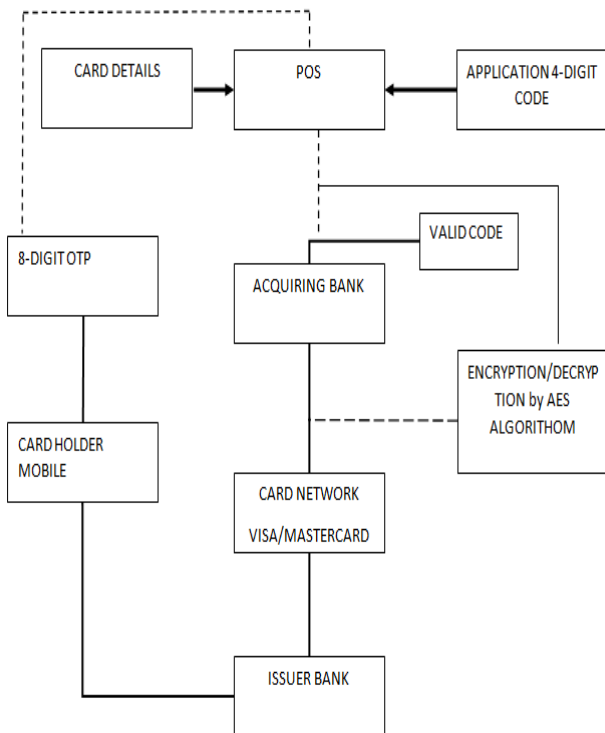 CARD DETAILS
POS
APPLICATION 4-DIGIT
CODE
VALID CODE
8-DIGIT OTP
ACQUIRING BANK
ENCRYPTION/DECRYP
TION by AES
ALGORITHOM
CARD HOLDER
MOBILE
CARD NETWORK
VISA/MASTERCARD
ISSUER BANK